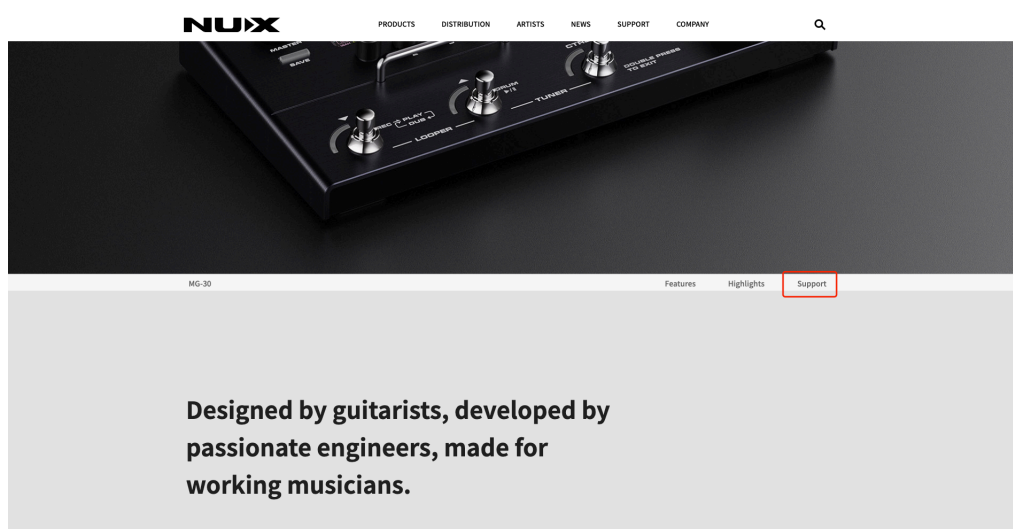 NUX
PRODUCTS DISTRIBUTION ARTISTS NEWS SUPPORT COMPANY
MASTER
SAVE
CTRL
DOUBLE PRESS
TO EXIT
DRUM
TUNER
REC PLAY
DUB
LOOPER
MG-30 Features Highlights Support
Designed by guitarists, developed by
passionate engineers, made for
working musicians.